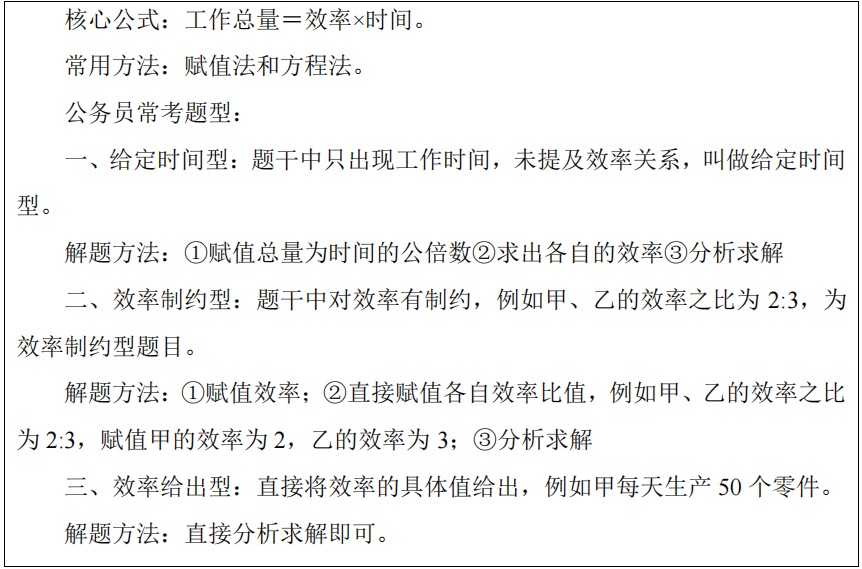 核心公式：工作总量＝效率×时间。
常用方法：赋值法和方程法。
公务员常考题型：
一、给定时间型：题干中只出现工作时间，未提及效率关系，叫做给定时间
型。
解题方法：①赋值总量为时间的公倍数②求出各自的效率③分析求解
二、效率制约型：题干中对效率有制约，例如甲、乙的效率之比为 2:3，为
效率制约型题目。
解题方法：①赋值效率；②直接赋值各自效率比值，例如甲、乙的效率之比
为 2:3，赋值甲的效率为 2，乙的效率为 3；③分析求解
三、效率给出型：直接将效率的具体值给出，例如甲每天生产 50 个零件。
解题方法：直接分析求解即可。